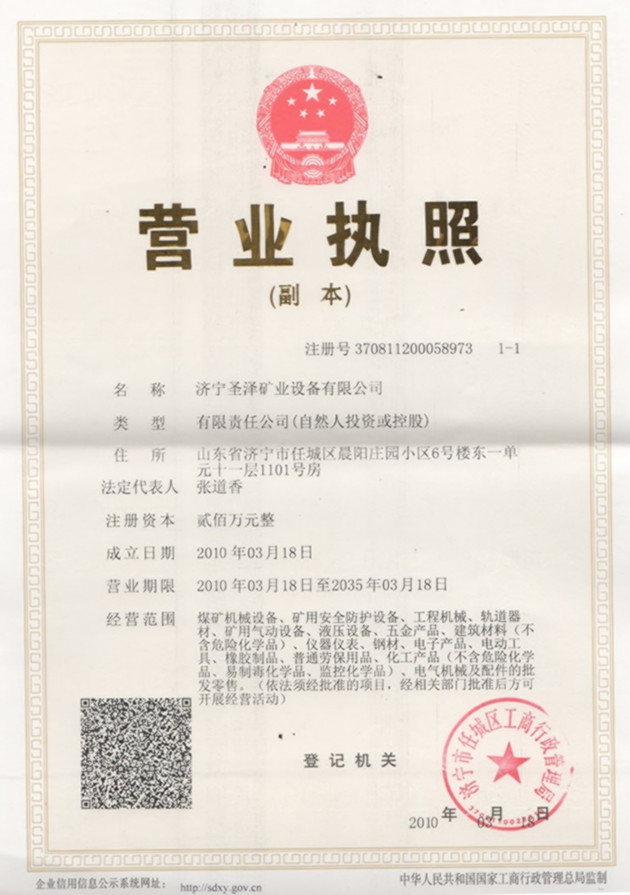 营业执照
(副 本)
注册号 370811200058973 1-1
名 称 济宁圣泽矿业设备有限公司
类 型 有限责任公司(自然人投资或控股)
住 所 山东省济宁市任城区晨阳庄园小区6号楼东一单
元十一层1101号房
法定代表人 张道香
注册资本 贰佰万元整
成立日期 2010年03月18日
营业期限 2010年03月18日至2035年03月18日
经营范围 煤矿机械设备、矿用安全防护设备、工程机械、轨道器
材、矿用气动设备、液压设备、五金产品、建筑材料（不
含危险化学品）、仪器仪表、钢材、电子产品、电动工
具、橡胶制品、普通劳保用品、化工产品（不含危险化学
品、易制毒化学品、监控化学品）、电气机械及配件的批
发零售。（依法须经批准的项目，经相关部门批准后方可
开展经营活动）
济宁市任城区工商行政管理局
登记机关
2010年03月18日
企业信用信息公示系统网址: http://sdxy.gov.cn
中华人民共和国国家工商行政管理总局监制